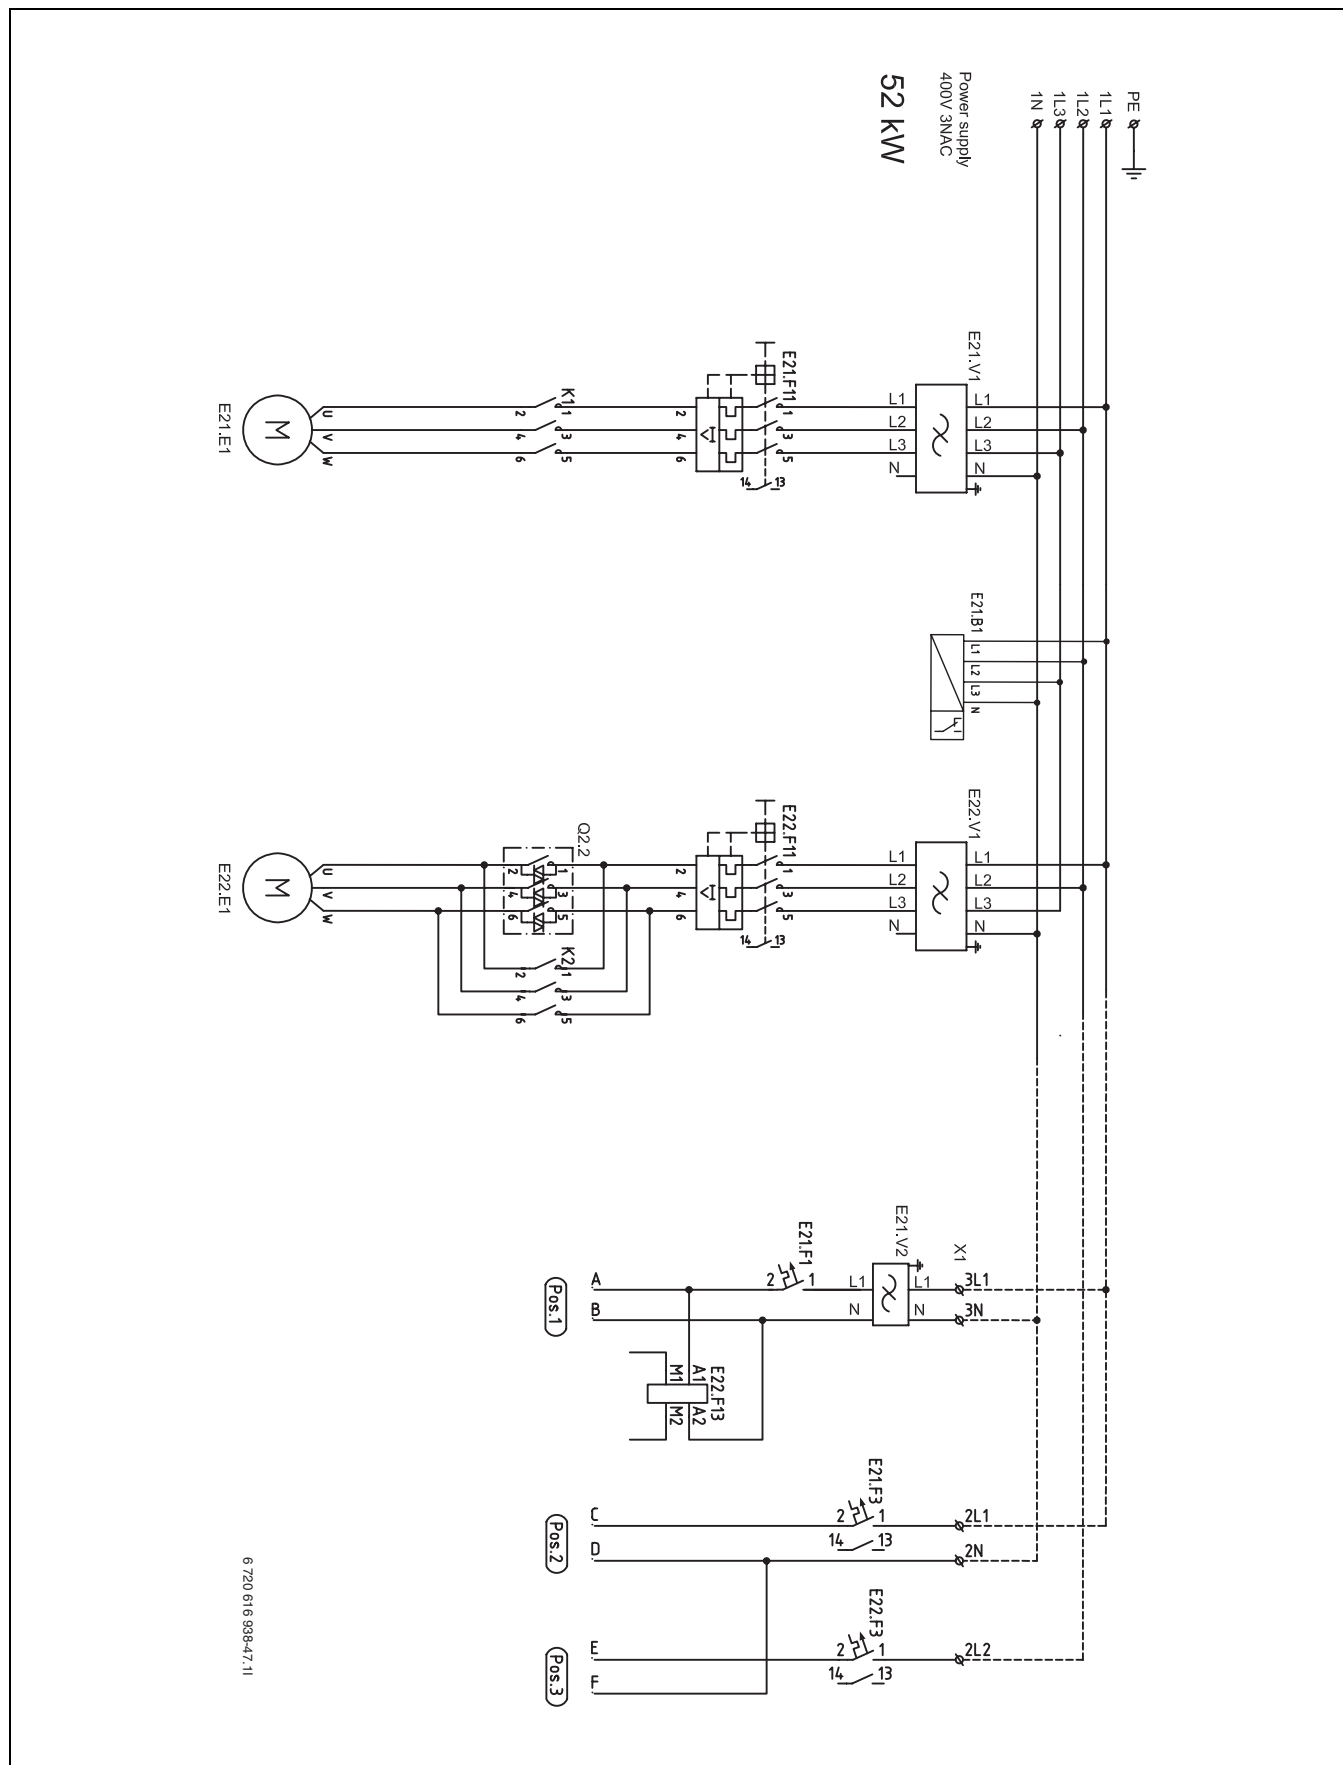 PE
1L1
1L2
1L3
1N
Power supply
400V 3NAC
52 kW
E21.V1
L1
L2
L3
N
L1
L2
L3
N
E21.F11
1
3
5
13
14
2
4
6
I>
K1
1
3
5
2
4
6
U
V
W
M
E21.E1
E21.B1
L1
L2
L3
N
E22.V1
L1
L2
L3
N
L1
L2
L3
N
E22.F11
1
3
5
13
14
2
4
6
I>
Q2.2
1
3
5
2
4
6
K2
1
3
5
2
4
6
U
V
W
M
E22.E1
X1
3L1
3N
E21.V2
L1
N
L1
N
E21.F1
1
2
A
B
Pos.1
E22.F13
A1
A2
M1
M2
2L1
2N
E21.F3
1
2
13
14
C
D
Pos.2
2L2
E22.F3
1
2
13
14
E
F
Pos.3
6 720 616 938-47.1I